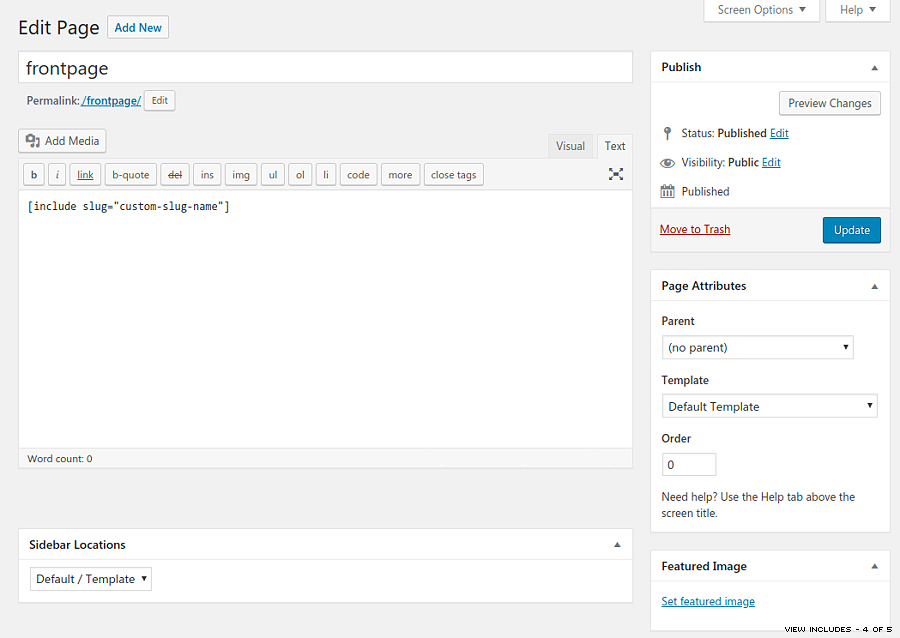 Screen Options
Help
Edit Page
Add New
frontpage
Permalink: /frontpage/ Edit
Add Media
Visual
Text
b i link b-quote del ins img ul ol li code more close tags
[include slug="custom-slug-name"]
Word count: 0
Sidebar Locations
Default / Template
Publish
Preview Changes
Status: Published Edit
Visibility: Public Edit
Published
Move to Trash
Update
Page Attributes
Parent
(no parent)
Template
Default Template
Order
0
Need help? Use the Help tab above the
screen title.
Featured Image
Set featured image
VIEW INCLUDES - 4 OF 5